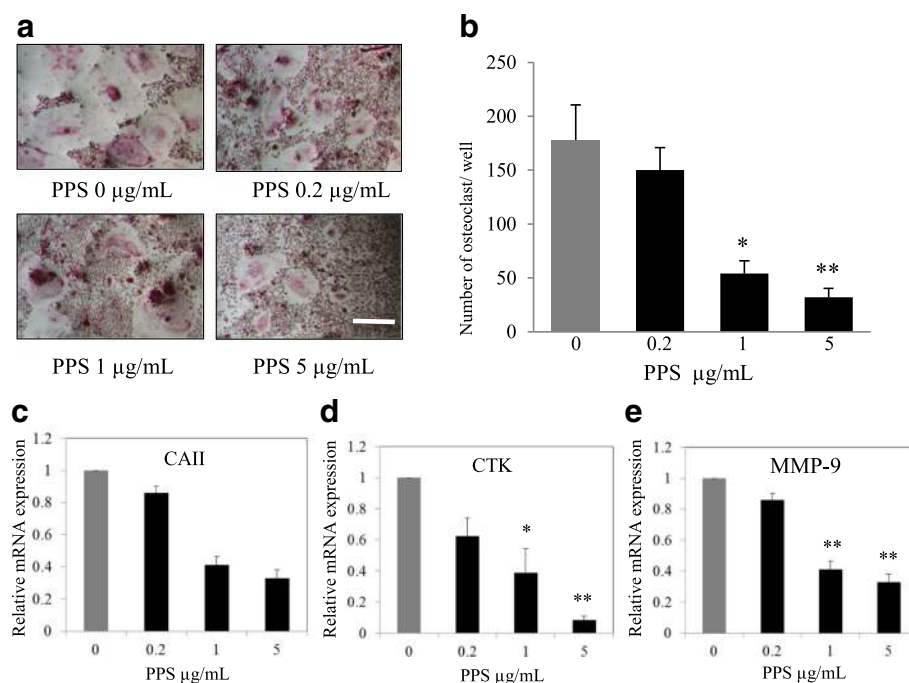 a
PPS 0 µg/mL
PPS 0.2 µg/mL
PPS 1 µg/mL
PPS 5 µg/mL
b
Number of osteoclast/ well
250
200
150
100
50
0
*
**
0 0.2 1 5
PPS µg/mL
c
Relative mRNA expression
1.2
1
0.8
0.6
0.4
0.2
0
CAII
0 0.2 1 5
PPS µg/mL
d
Relative mRNA expression
1.2
1
0.8
0.6
0.4
0.2
0
CTK
*
**
0 0.2 1 5
PPS µg/mL
e
Relative mRNA expression
1.2
1
0.8
0.6
0.4
0.2
0
MMP-9
**
**
0 0.2 1 5
PPS µg/mL